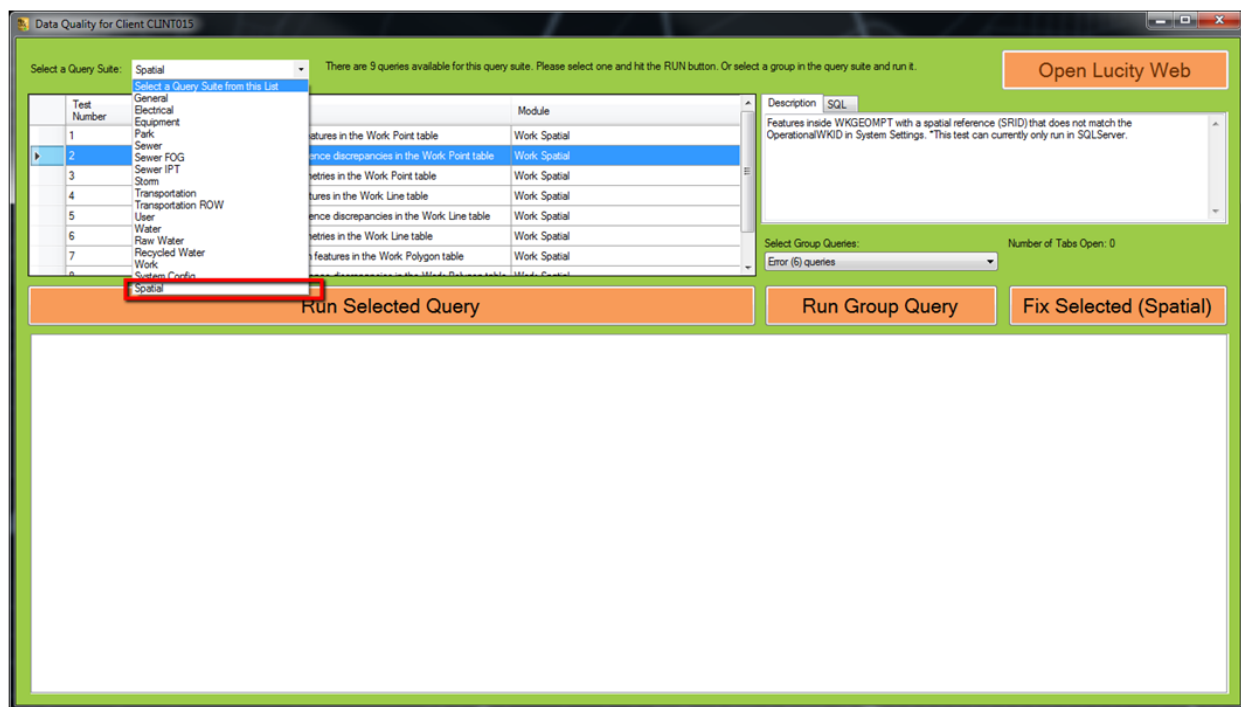 Data Quality for Client CLINT015
Select a Query Suite: Spatial
There are 9 queries available for this query suite. Please select one and hit the RUN button. Or select a group in the query suite and run it.
Open Lucity Web
Select a Query Suite from this List
General
Electrical
Equipment
Park
Sewer
Sewer FOG
Sewer IPT
Storm
Transportation
Transportation ROW
User
Water
Raw Water
Recycled Water
Work
System Config
Spatial
Test Number Module
1 atures in the Work Point table Work Spatial
2 ence discrepancies in the Work Point table Work Spatial
3 netries in the Work Point table Work Spatial
4 tures in the Work Line table Work Spatial
5 ence discrepancies in the Work Line table Work Spatial
6 netries in the Work Line table Work Spatial
7 features in the Work Polygon table Work Spatial
Description SQL
Features inside WKGEOMPT with a spatial reference (SRID) that does not match the
OperationalWKID in System Settings. *This test can currently only run in SQLServer.
Select Group Queries:
Number of Tabs Open: 0
Error (6) queries
Run Selected Query
Run Group Query
Fix Selected (Spatial)